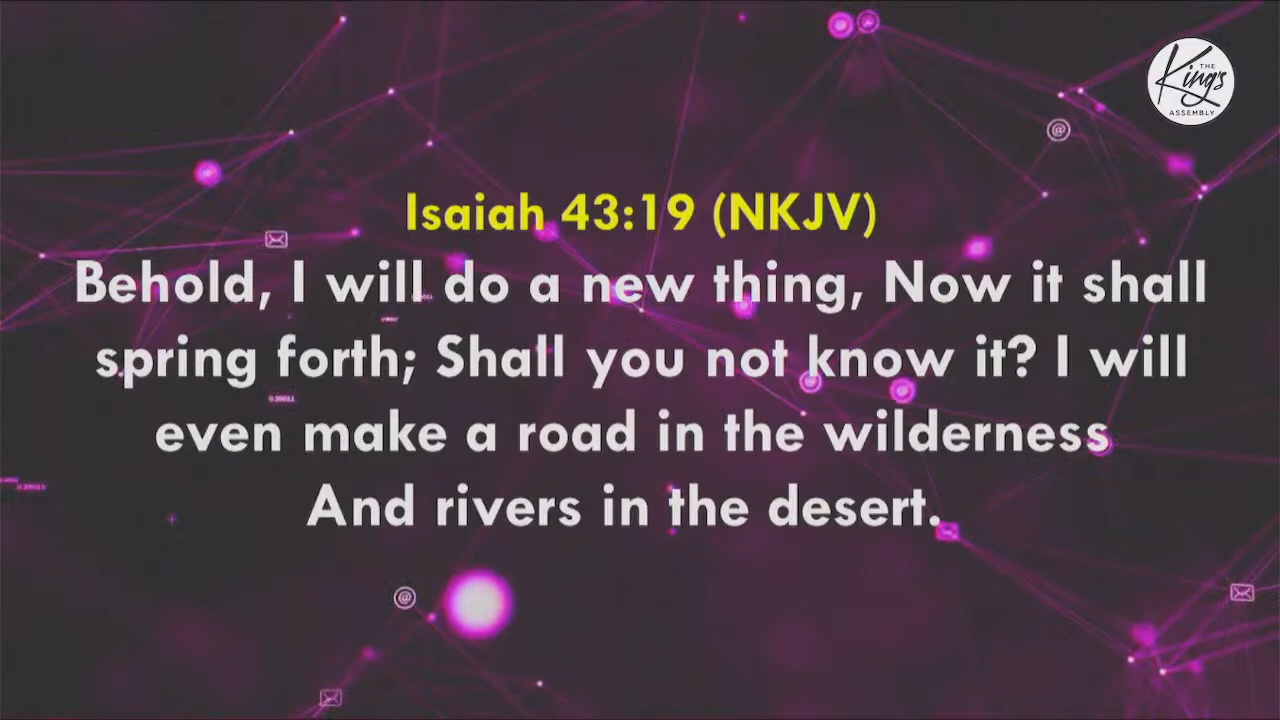 THE
King's
ASSEMBLY
Isaiah 43:19 (NKJV)
Behold, I will do a new thing, Now it shall
spring forth; Shall you not know it? I will
even make a road in the wilderness
And rivers in the desert.
@
@